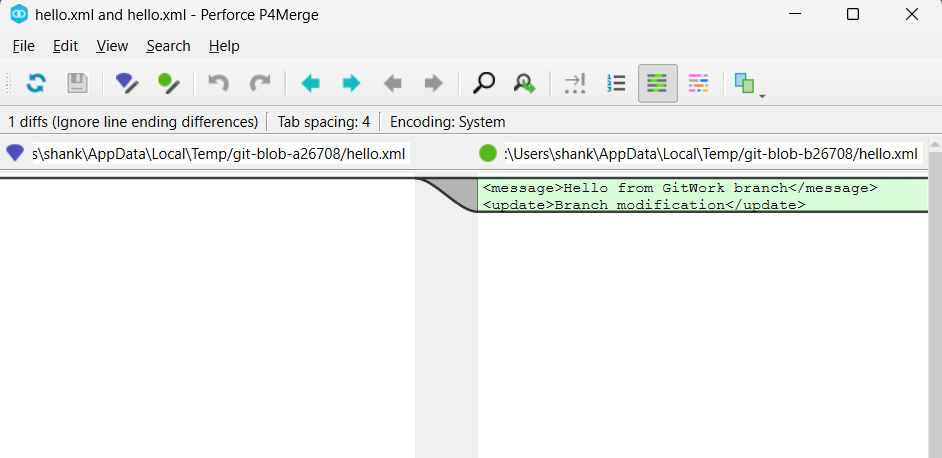 hello.xml and hello.xml - Perforce P4Merge
File Edit View Search Help
1 diffs (Ignore line ending differences) Tab spacing: 4 Encoding: System
s\shank\AppData\Local\Temp/git-blob-a26708/hello.xml
:\Users\shank\AppData\Local\Temp/git-blob-b26708/hello.xml
<message>Hello from GitWork branch</message>
<update>Branch modification</update>